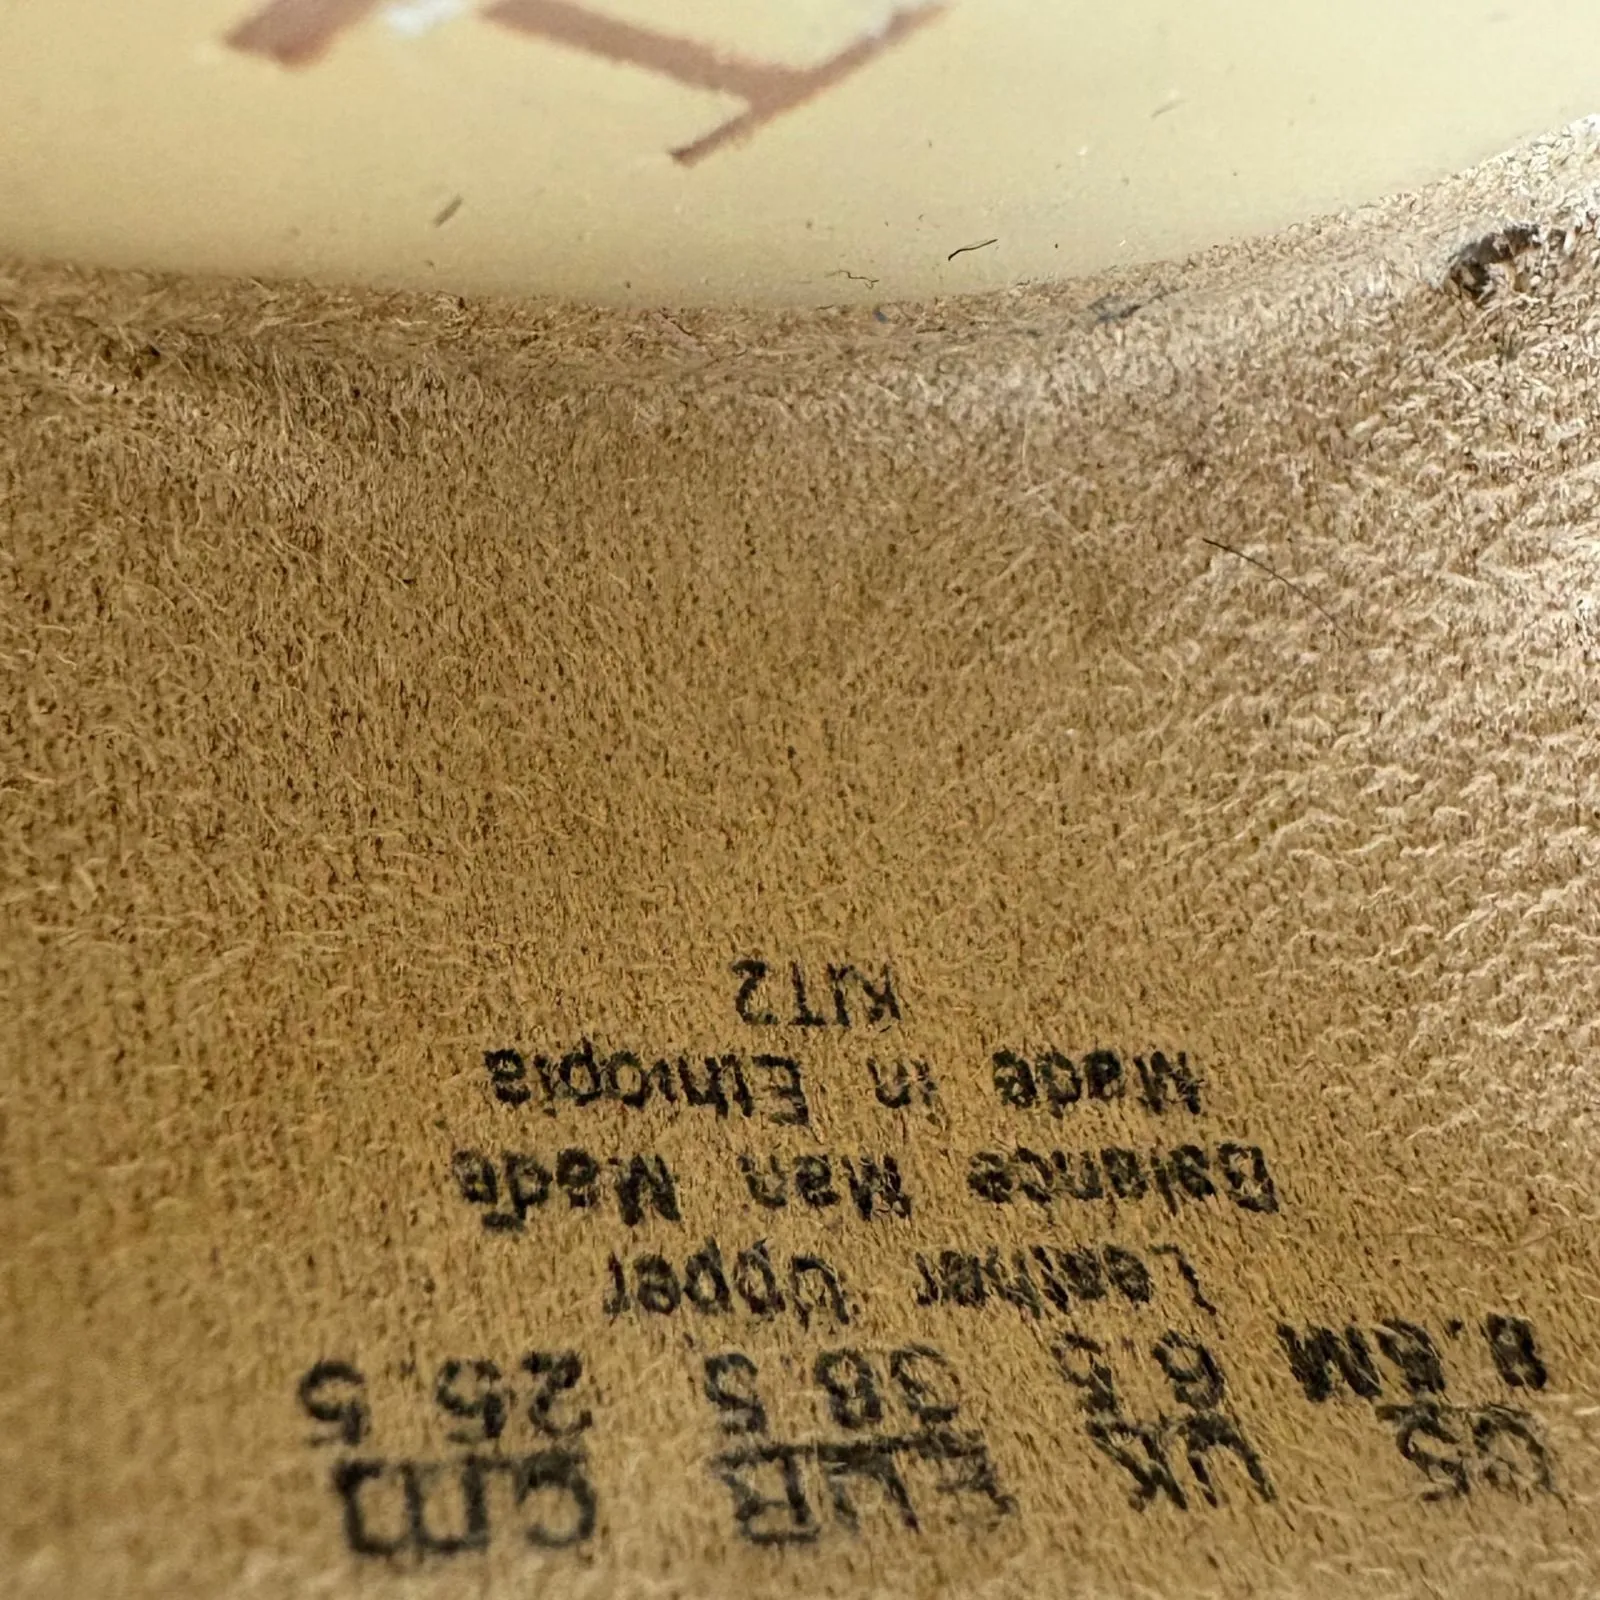 US UK EUR cm
8.5M 6.5 38.5 25.5
Leather Upper
Balance Man Made
Made in Ethiopia
KJT2